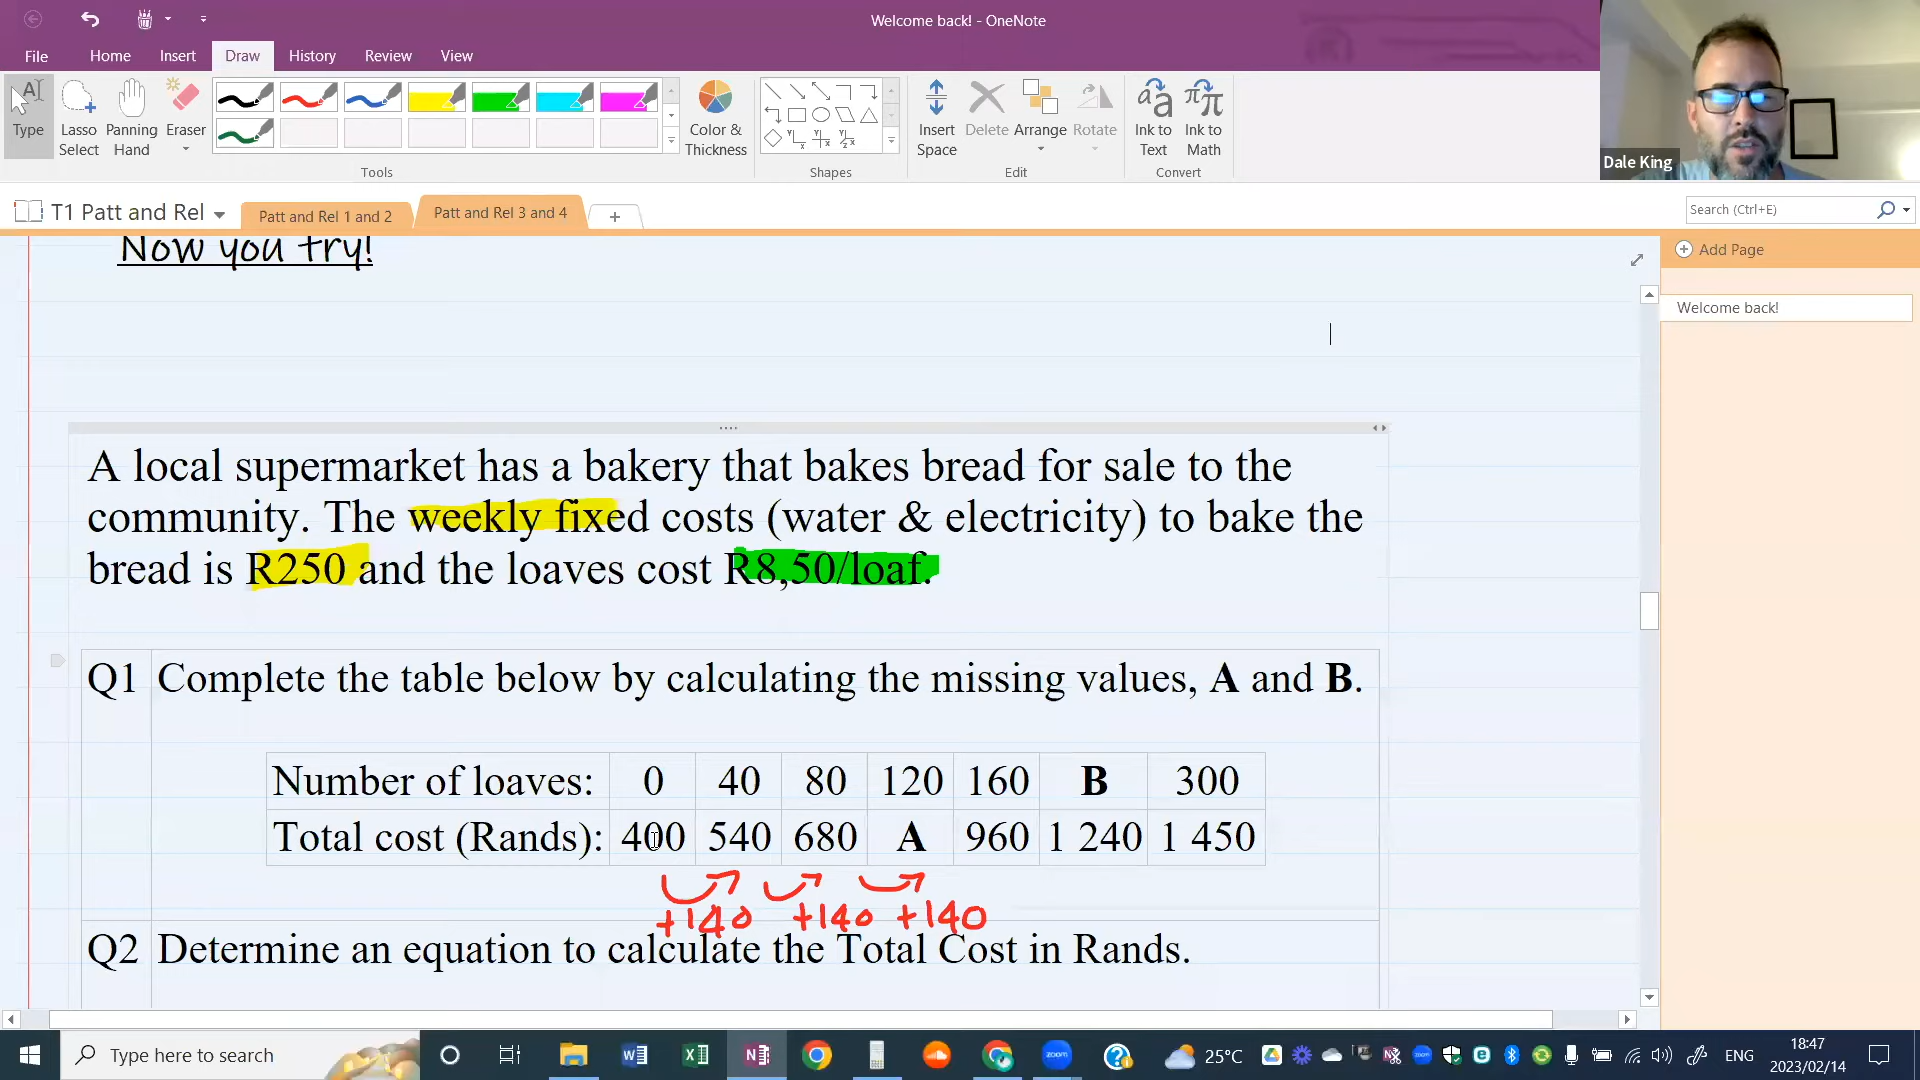 Welcome back! - OneNote
File Home Insert Draw History Review View
Type
Lasso Select
Panning Hand
Eraser
Color & Thickness
Insert Space
Delete
Arrange
Rotate
Ink to Text
Ink to Math
Tools
Shapes
Edit
Convert
Dale King
T1 Patt and Rel
Patt and Rel 1 and 2
Patt and Rel 3 and 4
Search (Ctrl+E)
Add Page
Welcome back!
Now you try!
A local supermarket has a bakery that bakes bread for sale to the
community. The weekly fixed costs (water & electricity) to bake the
bread is R250 and the loaves cost R8,50/loaf.
Q1 Complete the table below by calculating the missing values, A and B.
Number of loaves: 0 40 80 120 160 B 300
Total cost (Rands): 400 540 680 A 960 1 240 1 450
+140 +140 +140
Q2 Determine an equation to calculate the Total Cost in Rands.
Type here to search
25°C
ENG
18:47
2023/02/14